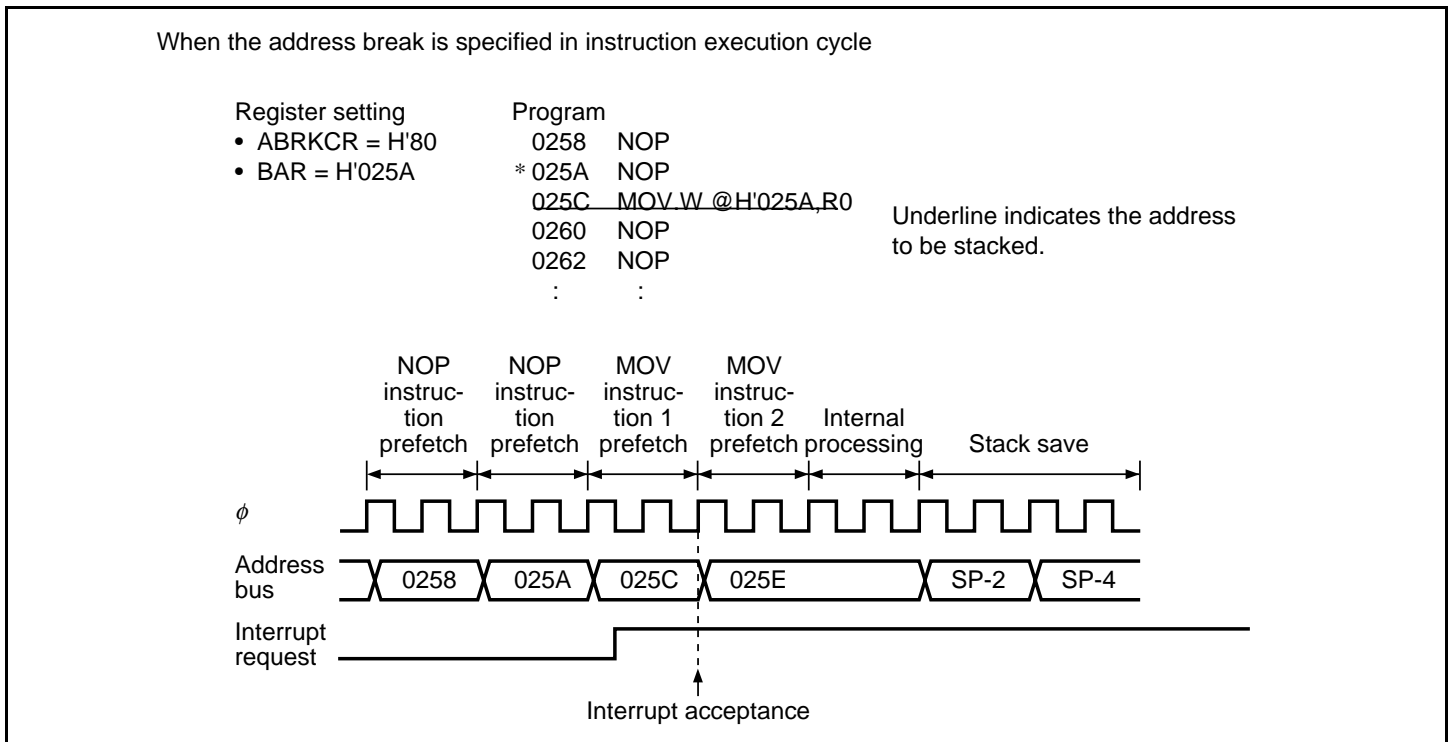 When the address break is specified in instruction execution cycle
Register setting
• ABRKCR = H'80
• BAR = H'025A
Program
0258 NOP
* 025A NOP
025C MOV.W @H'025A,R0
0260 NOP
0262 NOP
: :
Underline indicates the address
to be stacked.
NOP
instruc-
tion
prefetch
NOP
instruc-
tion
prefetch
MOV
instruc-
tion 1
prefetch
MOV
instruc-
tion 2
prefetch
Internal
processing
Stack save
ϕ
Address
bus
0258 025A 025C 025E SP-2 SP-4
Interrupt
request
Interrupt acceptance